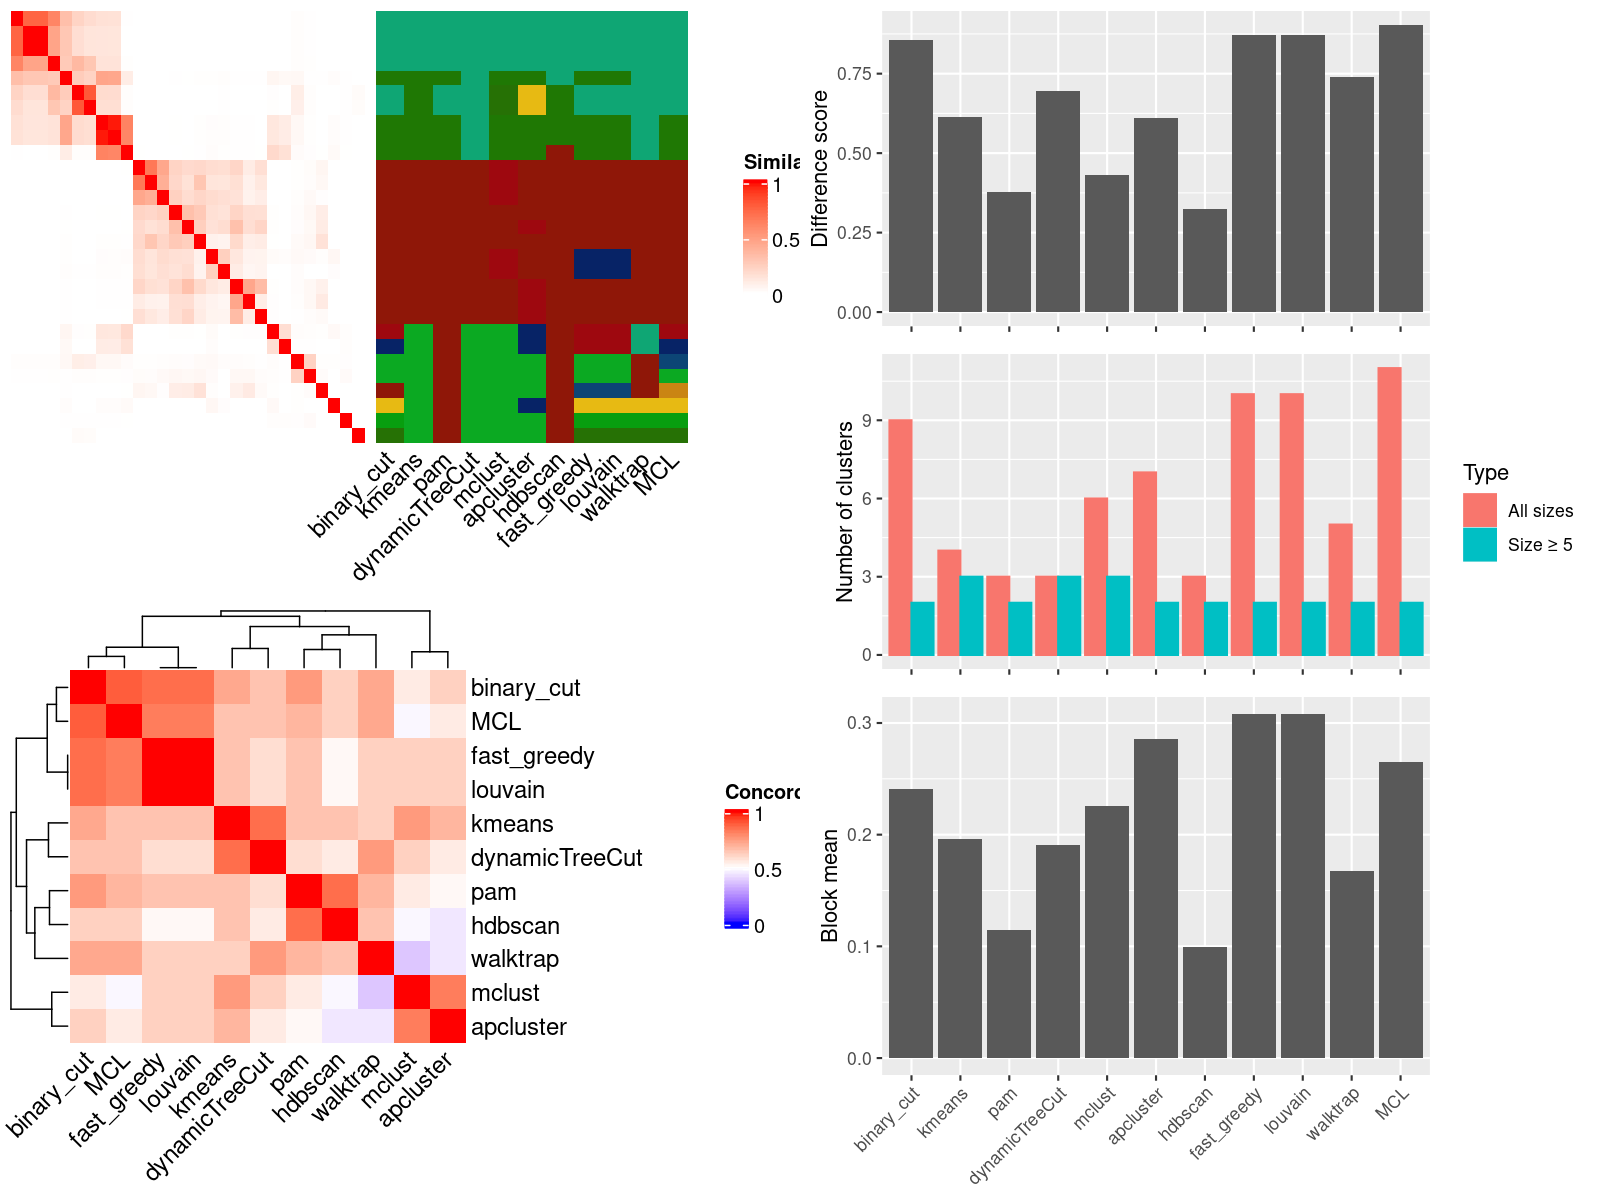 Simila
1
0.5
0
binary_cut
kmeans
pam
dynamicTreeCut
mclust
apcluster
hdbscan
fast_greedy
louvain
walktrap
MCL
Difference score
0.75
0.50
0.25
0.00
Number of clusters
9
6
3
0
Type
All sizes
Size ≥ 5
binary_cut
MCL
fast_greedy
louvain
kmeans
dynamicTreeCut
pam
hdbscan
walktrap
mclust
apcluster
binary_cut
MCL
fast_greedy
louvain
kmeans
dynamicTreeCut
pam
hdbscan
walktrap
mclust
apcluster
Concord
1
0.5
0
Block mean
0.3
0.2
0.1
0.0
binary_cut
kmeans
pam
dynamicTreeCut
mclust
apcluster
hdbscan
fast_greedy
louvain
walktrap
MCL